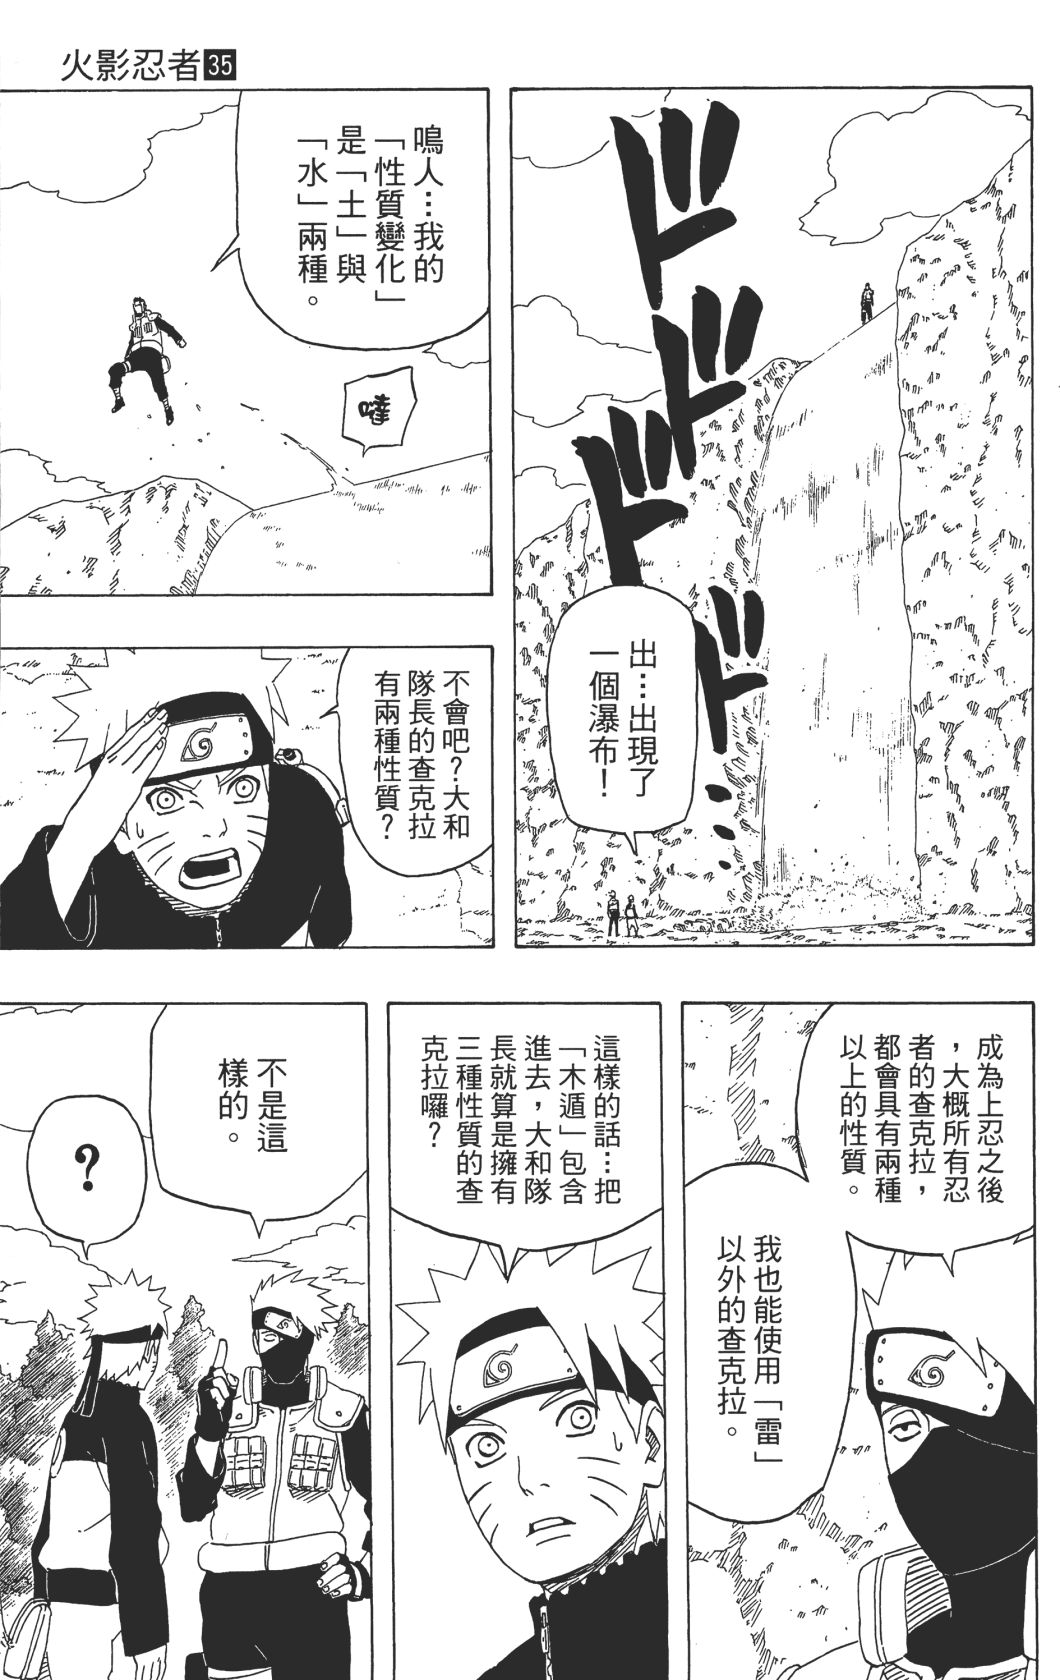 火影忍者35
ドドドドド
出…出現了
一個瀑布！
鳴人…我的
「性質變化」
是「土」與
「水」兩種。
噠
不會吧？大和
隊長的查克拉
有兩種性質？
成為上忍之後
，大概所有忍
者的查克拉，
都會具有兩種
以上的性質。
我也能使用「雷」
以外的查克拉。
這樣的話…把
「木遁」包含
進去，大和隊
長就算是擁有
三種性質的查
克拉囉？
不是這
樣的。
？